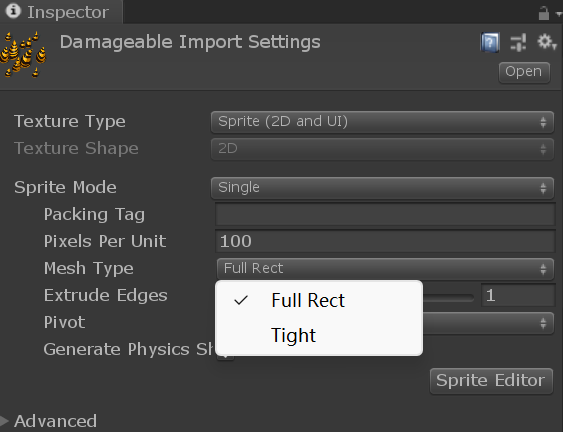 Inspector
Damageable Import Settings
Open
Texture Type Sprite (2D and UI)
Texture Shape 2D
Sprite Mode Single
Packing Tag
Pixels Per Unit 100
Mesh Type Full Rect
Extrude Edges 1
Full Rect
Pivot
Tight
Generate Physics Sh
Sprite Editor
Advanced